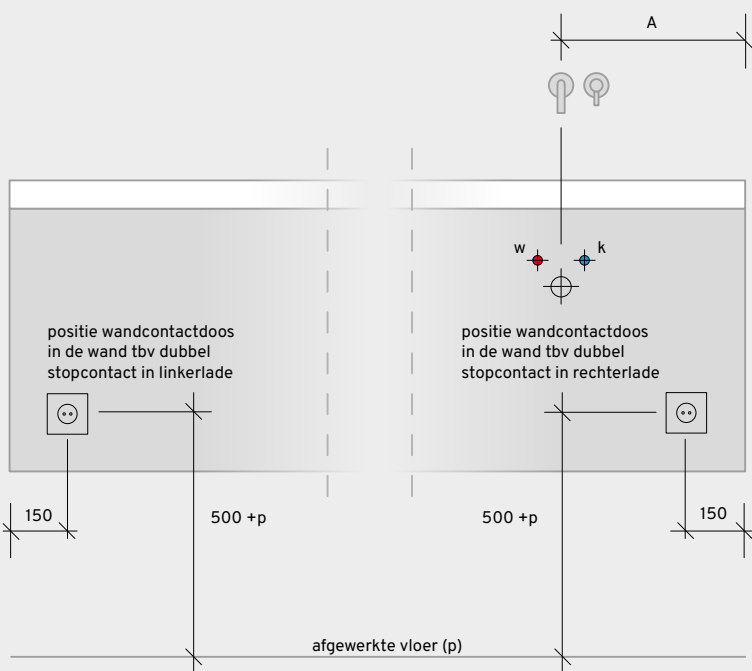 A
w
k
positie wandcontactdoos
in de wand tbv dubbel
stopcontact in linkerlade
positie wandcontactdoos
in de wand tbv dubbel
stopcontact in rechterlade
150
500 +p
500 +p
150
afgewerkte vloer (p)